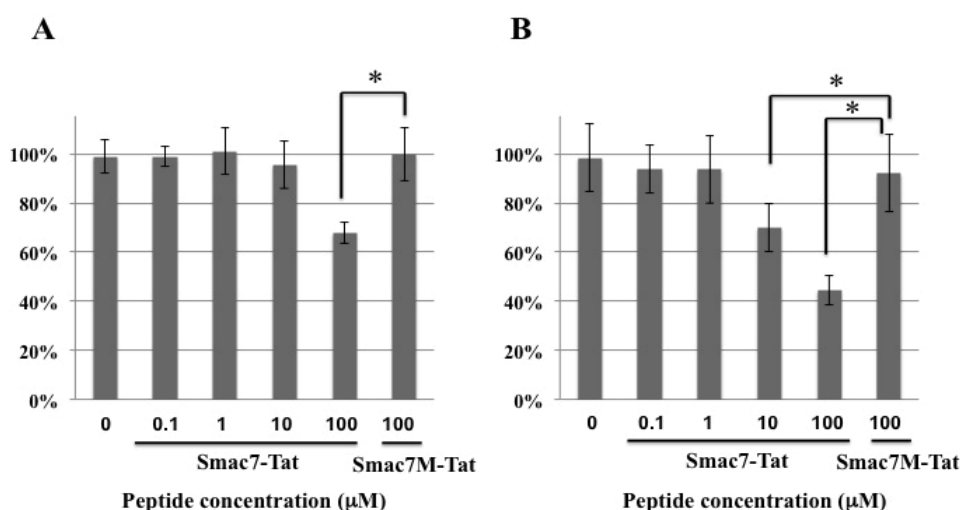 A
*
100%
80%
60%
40%
20%
0%
0 0.1 1 10 100 100
Smac7-Tat Smac7M-Tat
Peptide concentration (μM)
B
*
*
100%
80%
60%
40%
20%
0%
0 0.1 1 10 100 100
Smac7-Tat Smac7M-Tat
Peptide concentration (μM)